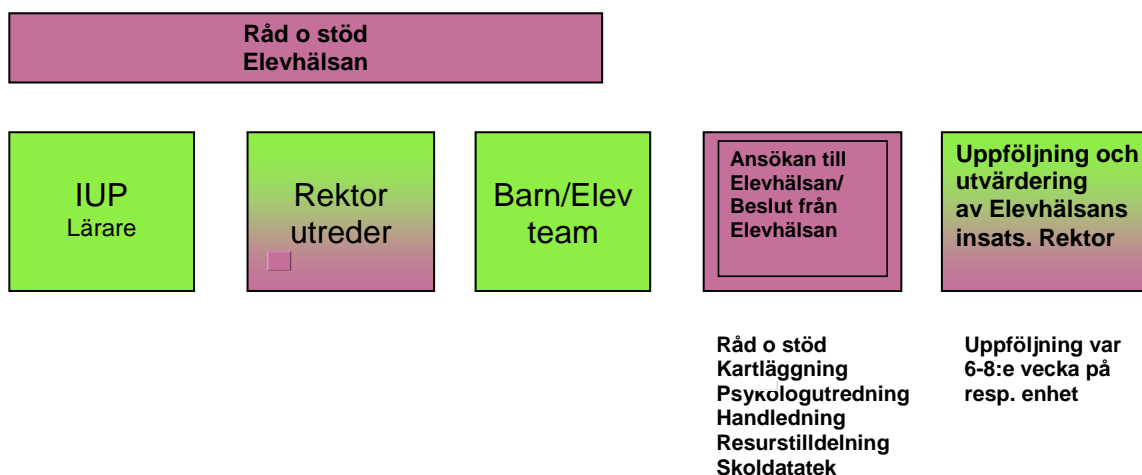 Råd o stöd
Elevhälsan
IUP
Lärare
Rektor
utreder
Barn/Elev
team
Ansökan till
Elevhälsan/
Beslut från
Elevhälsan
Uppföljning och
utvärdering
av Elevhälsans
insats. Rektor
Råd o stöd
Kartläggning
Psykologutredning
Handledning
Resurstilldelning
Skoldatatek
Uppföljning var
6-8:e vecka på
resp. enhet